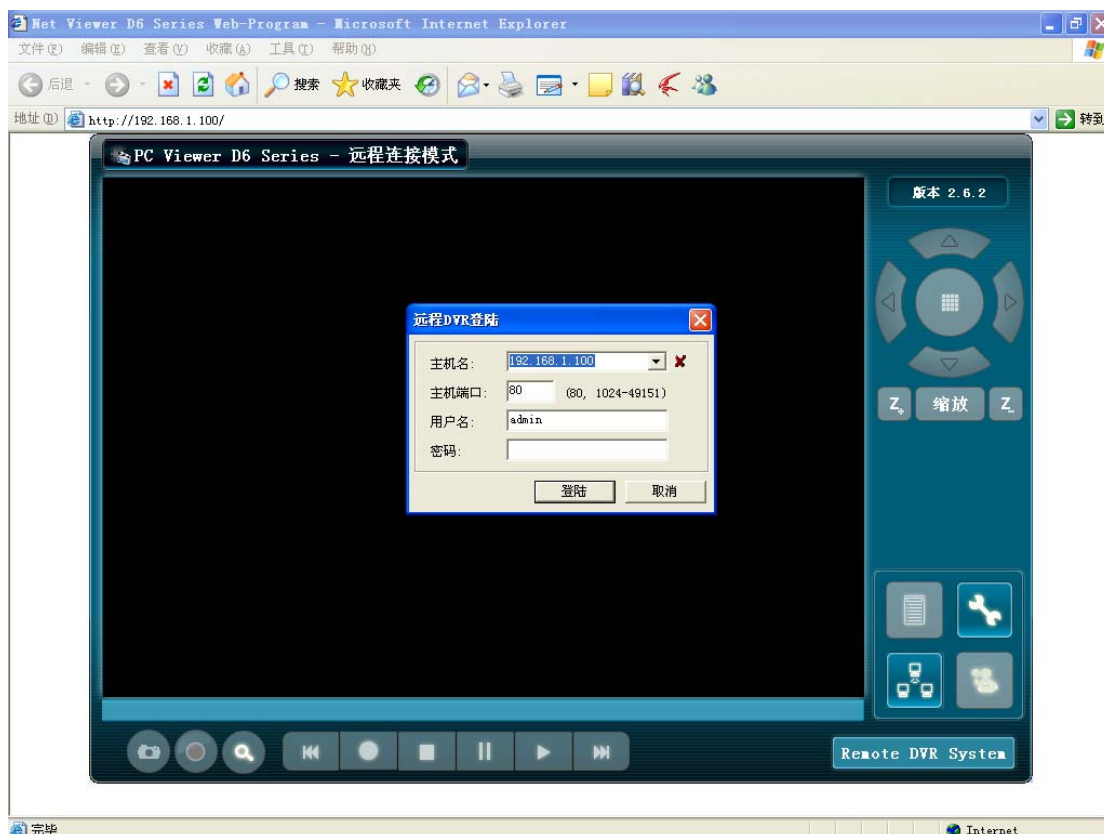 Net Viewer D6 Series Web-Program - Microsoft Internet Explorer
文件(F) 编辑(E) 查看(V) 收藏(A) 工具(T) 帮助(H)
后退 搜索 收藏夹
地址(D) http://192.168.1.100/ 转到
PC Viewer D6 Series - 远程连接模式
版本 2.6.2
远程DVR登陆
主机名: 192.168.1.100
主机端口: 80 (80, 1024-49151)
用户名: admin
密码:
登陆 取消
Z+ 缩放 Z-
Remote DVR System
完毕 Internet